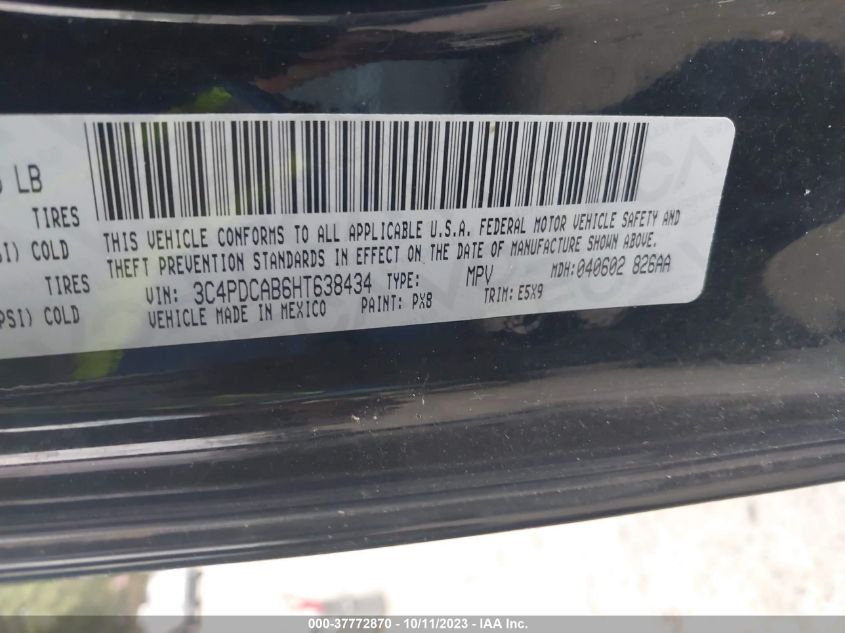 LB
TIRES
SI) COLD
TIRES
PSI) COLD
THIS VEHICLE CONFORMS TO ALL APPLICABLE U.S.A. FEDERAL MOTOR VEHICLE SAFETY AND
THEFT PREVENTION STANDARDS IN EFFECT ON THE DATE OF MANUFACTURE SHOWN ABOVE.
VIN: 3C4PDCAB6HT638434 TYPE: MPV MDH:040602 826AA
VEHICLE MADE IN MEXICO PAINT: PX8 TRIM: E5X9
000-37772870 - 10/11/2023 - IAA Inc.